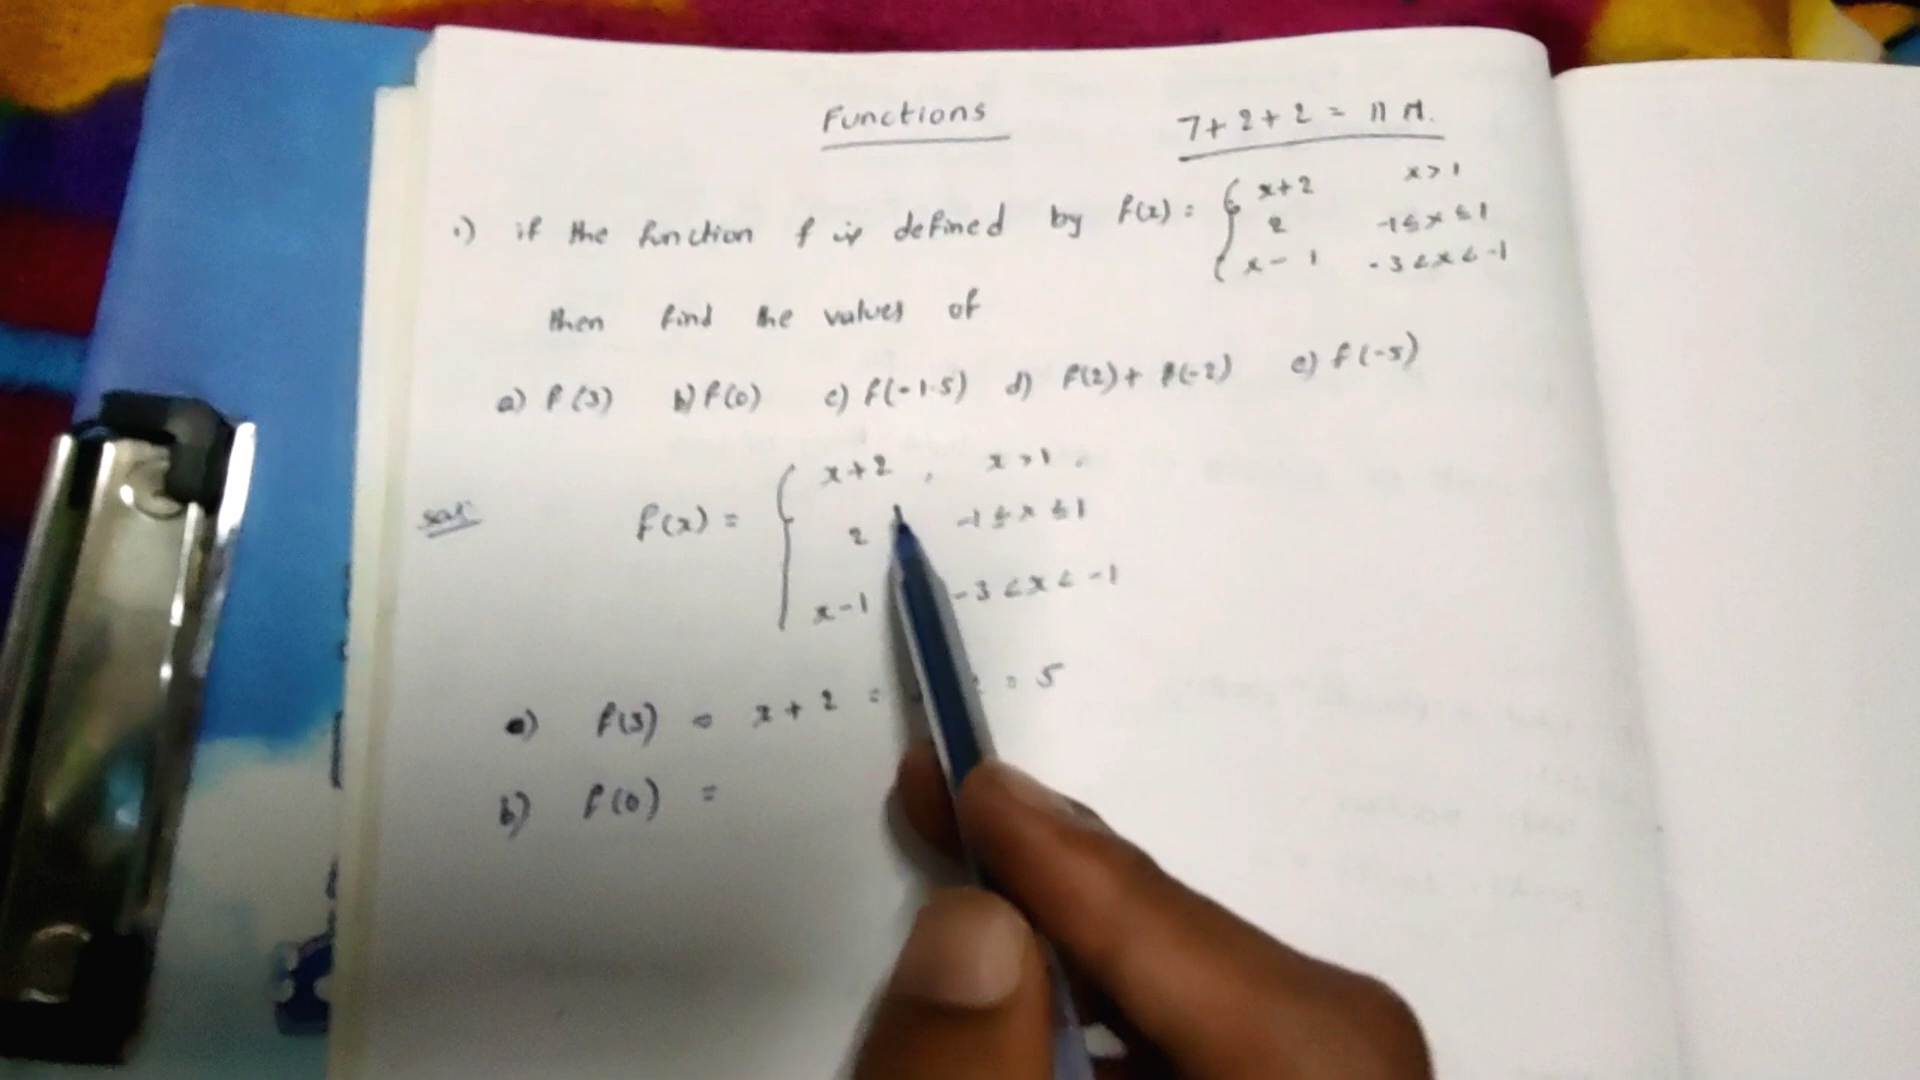 Functions
7+2+2 = 11 M.
1) if the function f is defined by f(x) = { x+2 x>1
2 -1≤x≤1
x-1 -3<x<-1
then find the values of
a) f(3) b) f(0) c) f(-1.5) d) f(2)+ f(-2) e) f(-5)
Sol: f(x) = { x+2, x>1
2 -1≤x≤1
x-1 -3<x<-1
a) f(3) = x+2 = = 5
b) f(0) =